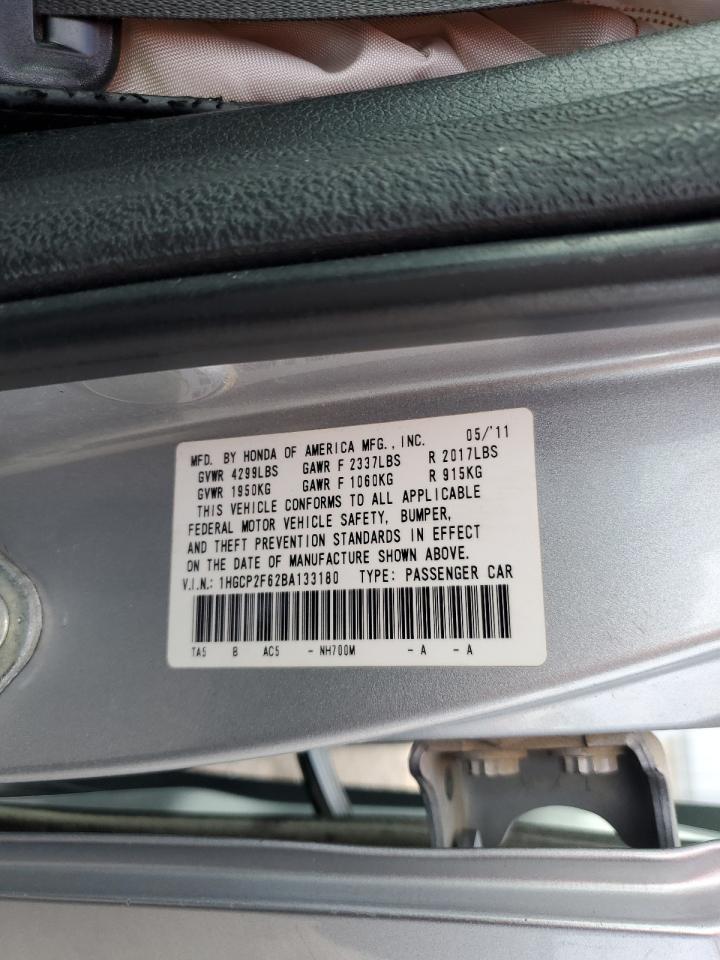 MFD. BY HONDA OF AMERICA MFG., INC. 05/'11
GVWR 4299LBS GAWR F 2337LBS R 2017LBS
GVWR 1950KG GAWR F 1060KG R 915KG
THIS VEHICLE CONFORMS TO ALL APPLICABLE
FEDERAL MOTOR VEHICLE SAFETY, BUMPER,
AND THEFT PREVENTION STANDARDS IN EFFECT
ON THE DATE OF MANUFACTURE SHOWN ABOVE.
V.I.N.: 1HGCP2F62BA133180 TYPE: PASSENGER CAR
TA5 B AC5 - NH700M - A - A